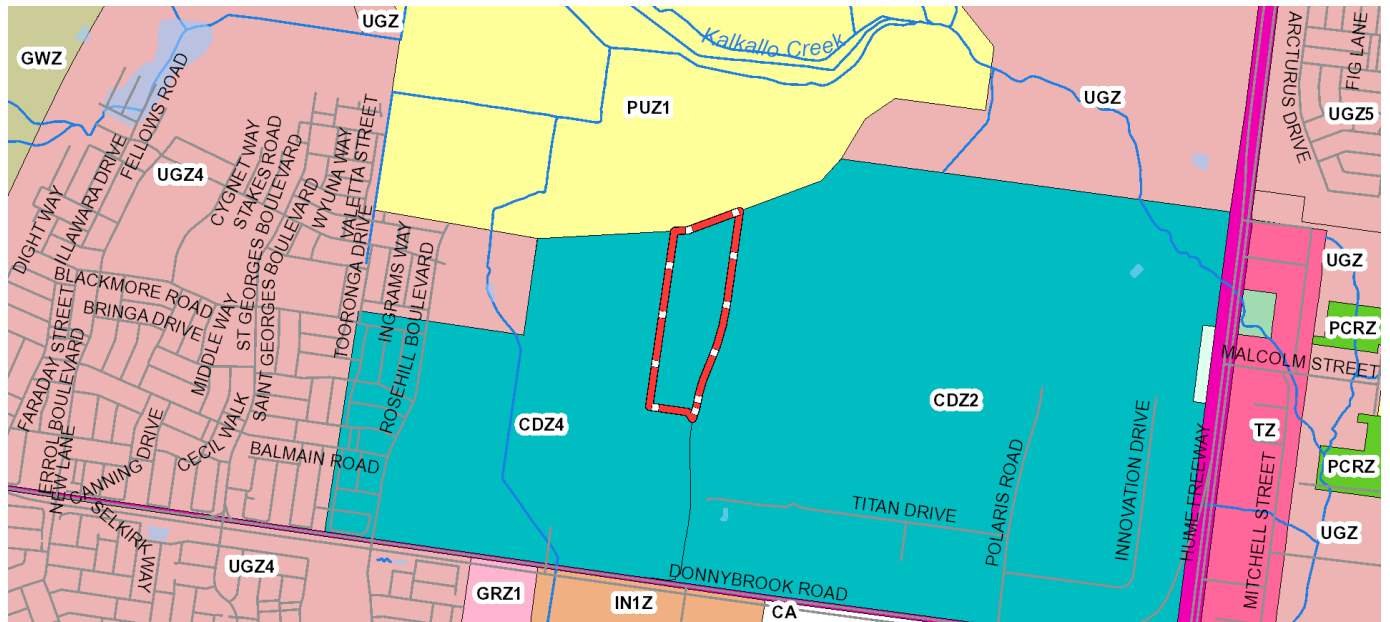 UGZ
GWZ
Kalkallo Creek
PUZ1
UGZ
ARCTURUS DRIVE
FIG LANE
UGZ5
FELLOWS ROAD
ILLAWARA DRIVE
DIGHT WAY
UGZ4
CYGNET WAY
STAKES ROAD
ST GEORGES BOULEVARD
SAINT GEORGES BOULEVARD
WYUNA WAY
VALETTA STREET
TOORONGA DRIVE
INGRAMS WAY
ROSEHILL BOULEVARD
BLACKMORE ROAD
BRINGA DRIVE
MIDDLE WAY
FARADAY STREET
ERROL BOULEVARD
NEW LANE
CANNING DRIVE
CECIL WALK
BALMAIN ROAD
SELKIRK WAY
UGZ4
CDZ4
CDZ2
UGZ
PCRZ
MALCOLM STREET
TZ
PCRZ
UGZ
TITAN DRIVE
POLARIS ROAD
INNOVATION DRIVE
HUME FREEWAY
MITCHELL STREET
DONNYBROOK ROAD
GRZ1
IN1Z
CA